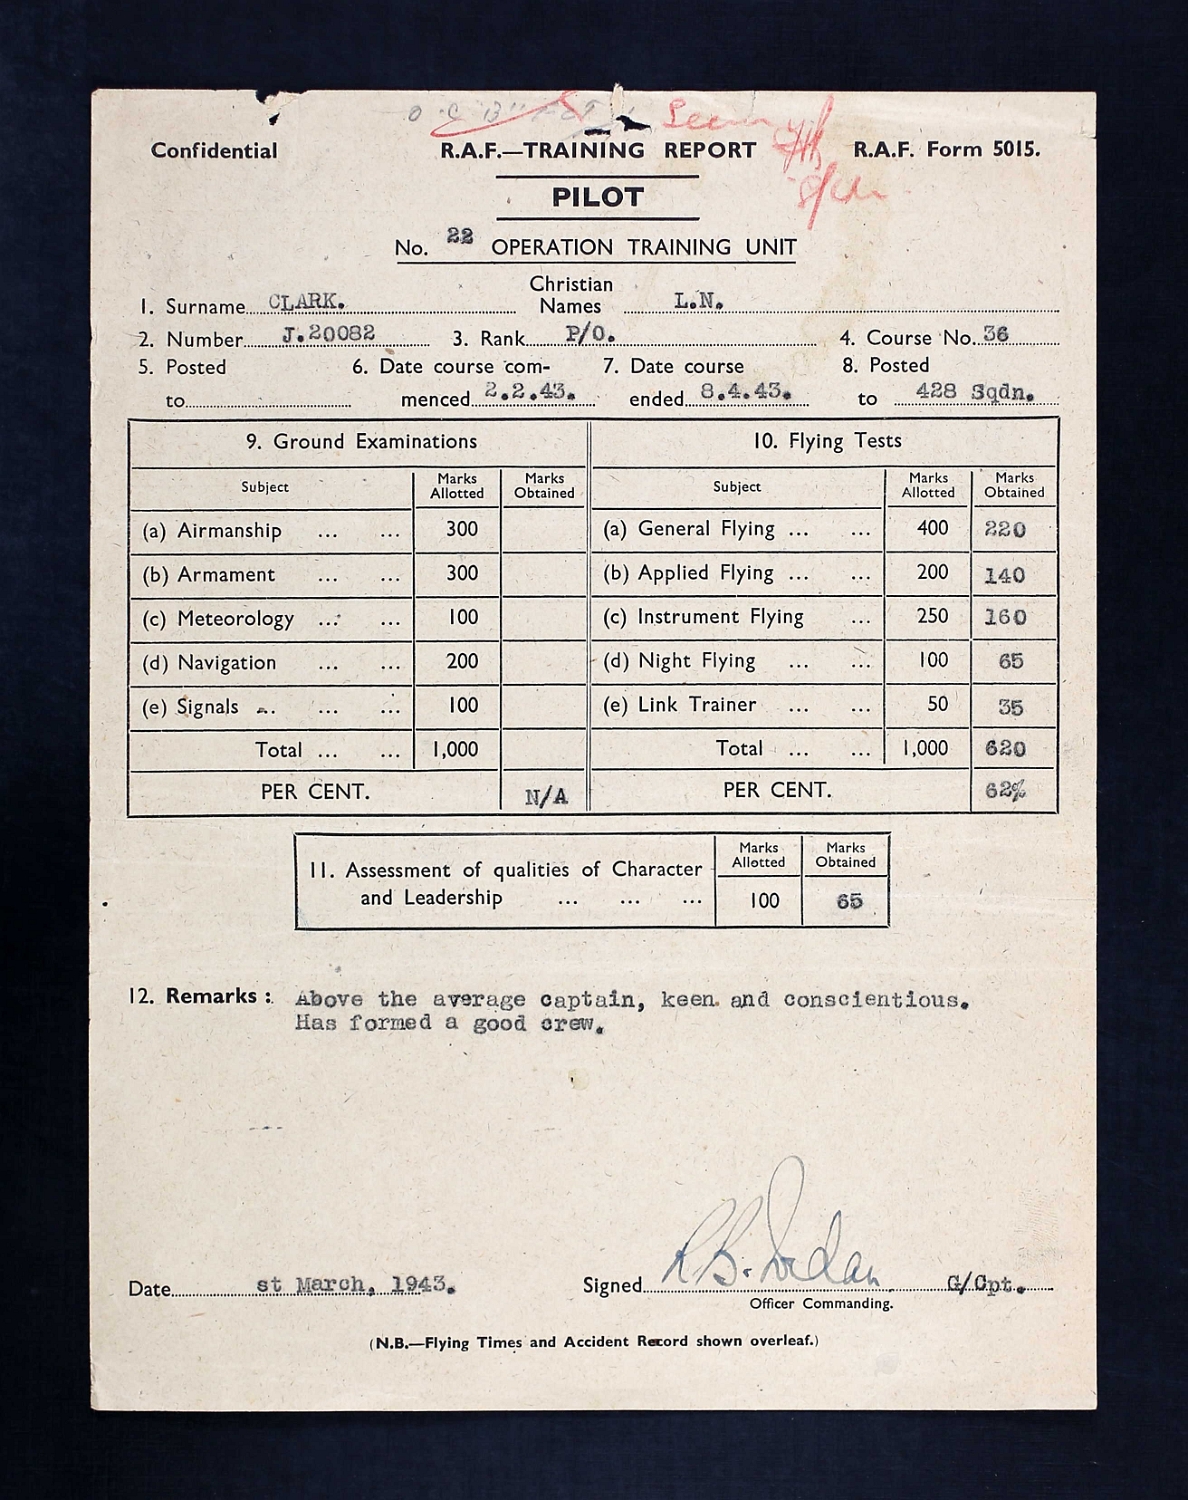 Confidential R.A.F.—TRAINING REPORT R.A.F. Form 5015.
PILOT
No. 22 OPERATION TRAINING UNIT
1. Surname CLARK. Christian Names L.N.
2. Number J.20082 3. Rank P/O. 4. Course No. 36
5. Posted to 6. Date course commenced 2.2.43. 7. Date course ended 8.4.43. 8. Posted to 428 Sqdn.
9. Ground Examinations 10. Flying Tests
Subject Marks Allotted Marks Obtained Subject Marks Allotted Marks Obtained
(a) Airmanship ... ... 300 (a) General Flying ... ... 400 220
(b) Armament ... ... 300 (b) Applied Flying ... ... 200 140
(c) Meteorology ... ... 100 (c) Instrument Flying ... 250 160
(d) Navigation ... ... 200 (d) Night Flying ... ... 100 65
(e) Signals ... ... ... 100 (e) Link Trainer ... ... 50 35
Total ... ... 1,000 Total ... ... 1,000 620
PER CENT. N/A PER CENT. 62%
11. Assessment of qualities of Character and Leadership ... ... ... Marks Allotted 100 Marks Obtained 65
12. Remarks : Above the average captain, keen and conscientious.
Has formed a good crew.
Date st March, 1943. Signed G/Cpt.
Officer Commanding.
(N.B.—Flying Times and Accident Record shown overleaf.)